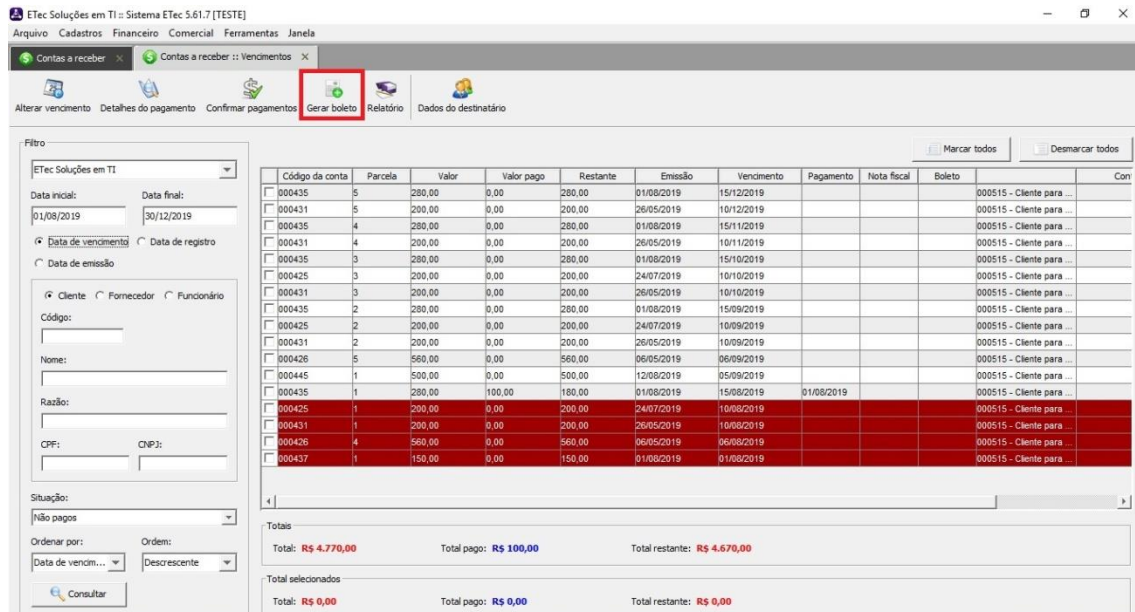 ETec Soluções em TI :: Sistema ETec 5.61.7 [TESTE]
Arquivo Cadastros Financeiro Comercial Ferramentas Janela
Contas a receber × Contas a receber :: Vencimentos ×
Alterar vencimento Detalhes do pagamento Confirmar pagamentos Gerar boleto Relatório Dados do destinatário
Filtro
ETec Soluções em TI
Data inicial: Data final:
01/08/2019 30/12/2019
Data de vencimento Data de registro
Data de emissão
Cliente Fornecedor Funcionário
Código:
Nome:
Razão:
CPF: CNPJ:
Situação:
Não pagos
Ordenar por: Ordem:
Data de vencim... Descrescente
Consultar
Marcar todos Desmarcar todos
Código da conta Parcela Valor Valor pago Restante Emissão Vencimento Pagamento Nota fiscal Boleto Con
000435 5 280,00 0,00 280,00 01/08/2019 15/12/2019 000515 - Cliente para ...
000431 5 200,00 0,00 200,00 26/05/2019 10/12/2019 000515 - Cliente para ...
000435 4 280,00 0,00 280,00 01/08/2019 15/11/2019 000515 - Cliente para ...
000431 4 200,00 0,00 200,00 26/05/2019 10/11/2019 000515 - Cliente para ...
000435 3 280,00 0,00 280,00 01/08/2019 15/10/2019 000515 - Cliente para ...
000425 3 200,00 0,00 200,00 24/07/2019 10/10/2019 000515 - Cliente para ...
000431 3 200,00 0,00 200,00 26/05/2019 10/10/2019 000515 - Cliente para ...
000435 2 280,00 0,00 280,00 01/08/2019 15/09/2019 000515 - Cliente para ...
000425 2 200,00 0,00 200,00 24/07/2019 10/09/2019 000515 - Cliente para ...
000431 2 200,00 0,00 200,00 26/05/2019 10/09/2019 000515 - Cliente para ...
000426 5 560,00 0,00 560,00 06/05/2019 06/09/2019 000515 - Cliente para ...
000445 1 500,00 0,00 500,00 12/08/2019 05/09/2019 000515 - Cliente para ...
000435 1 280,00 100,00 180,00 01/08/2019 15/08/2019 01/08/2019 000515 - Cliente para ...
000425 1 200,00 0,00 200,00 24/07/2019 10/08/2019 000515 - Cliente para ...
000431 1 200,00 0,00 200,00 26/05/2019 10/08/2019 000515 - Cliente para ...
000426 4 560,00 0,00 560,00 06/05/2019 06/08/2019 000515 - Cliente para ...
000437 1 150,00 0,00 150,00 01/08/2019 01/08/2019 000515 - Cliente para ...
Totais
Total: R$ 4.770,00 Total pago: R$ 100,00 Total restante: R$ 4.670,00
Total selecionados
Total: R$ 0,00 Total pago: R$ 0,00 Total restante: R$ 0,00